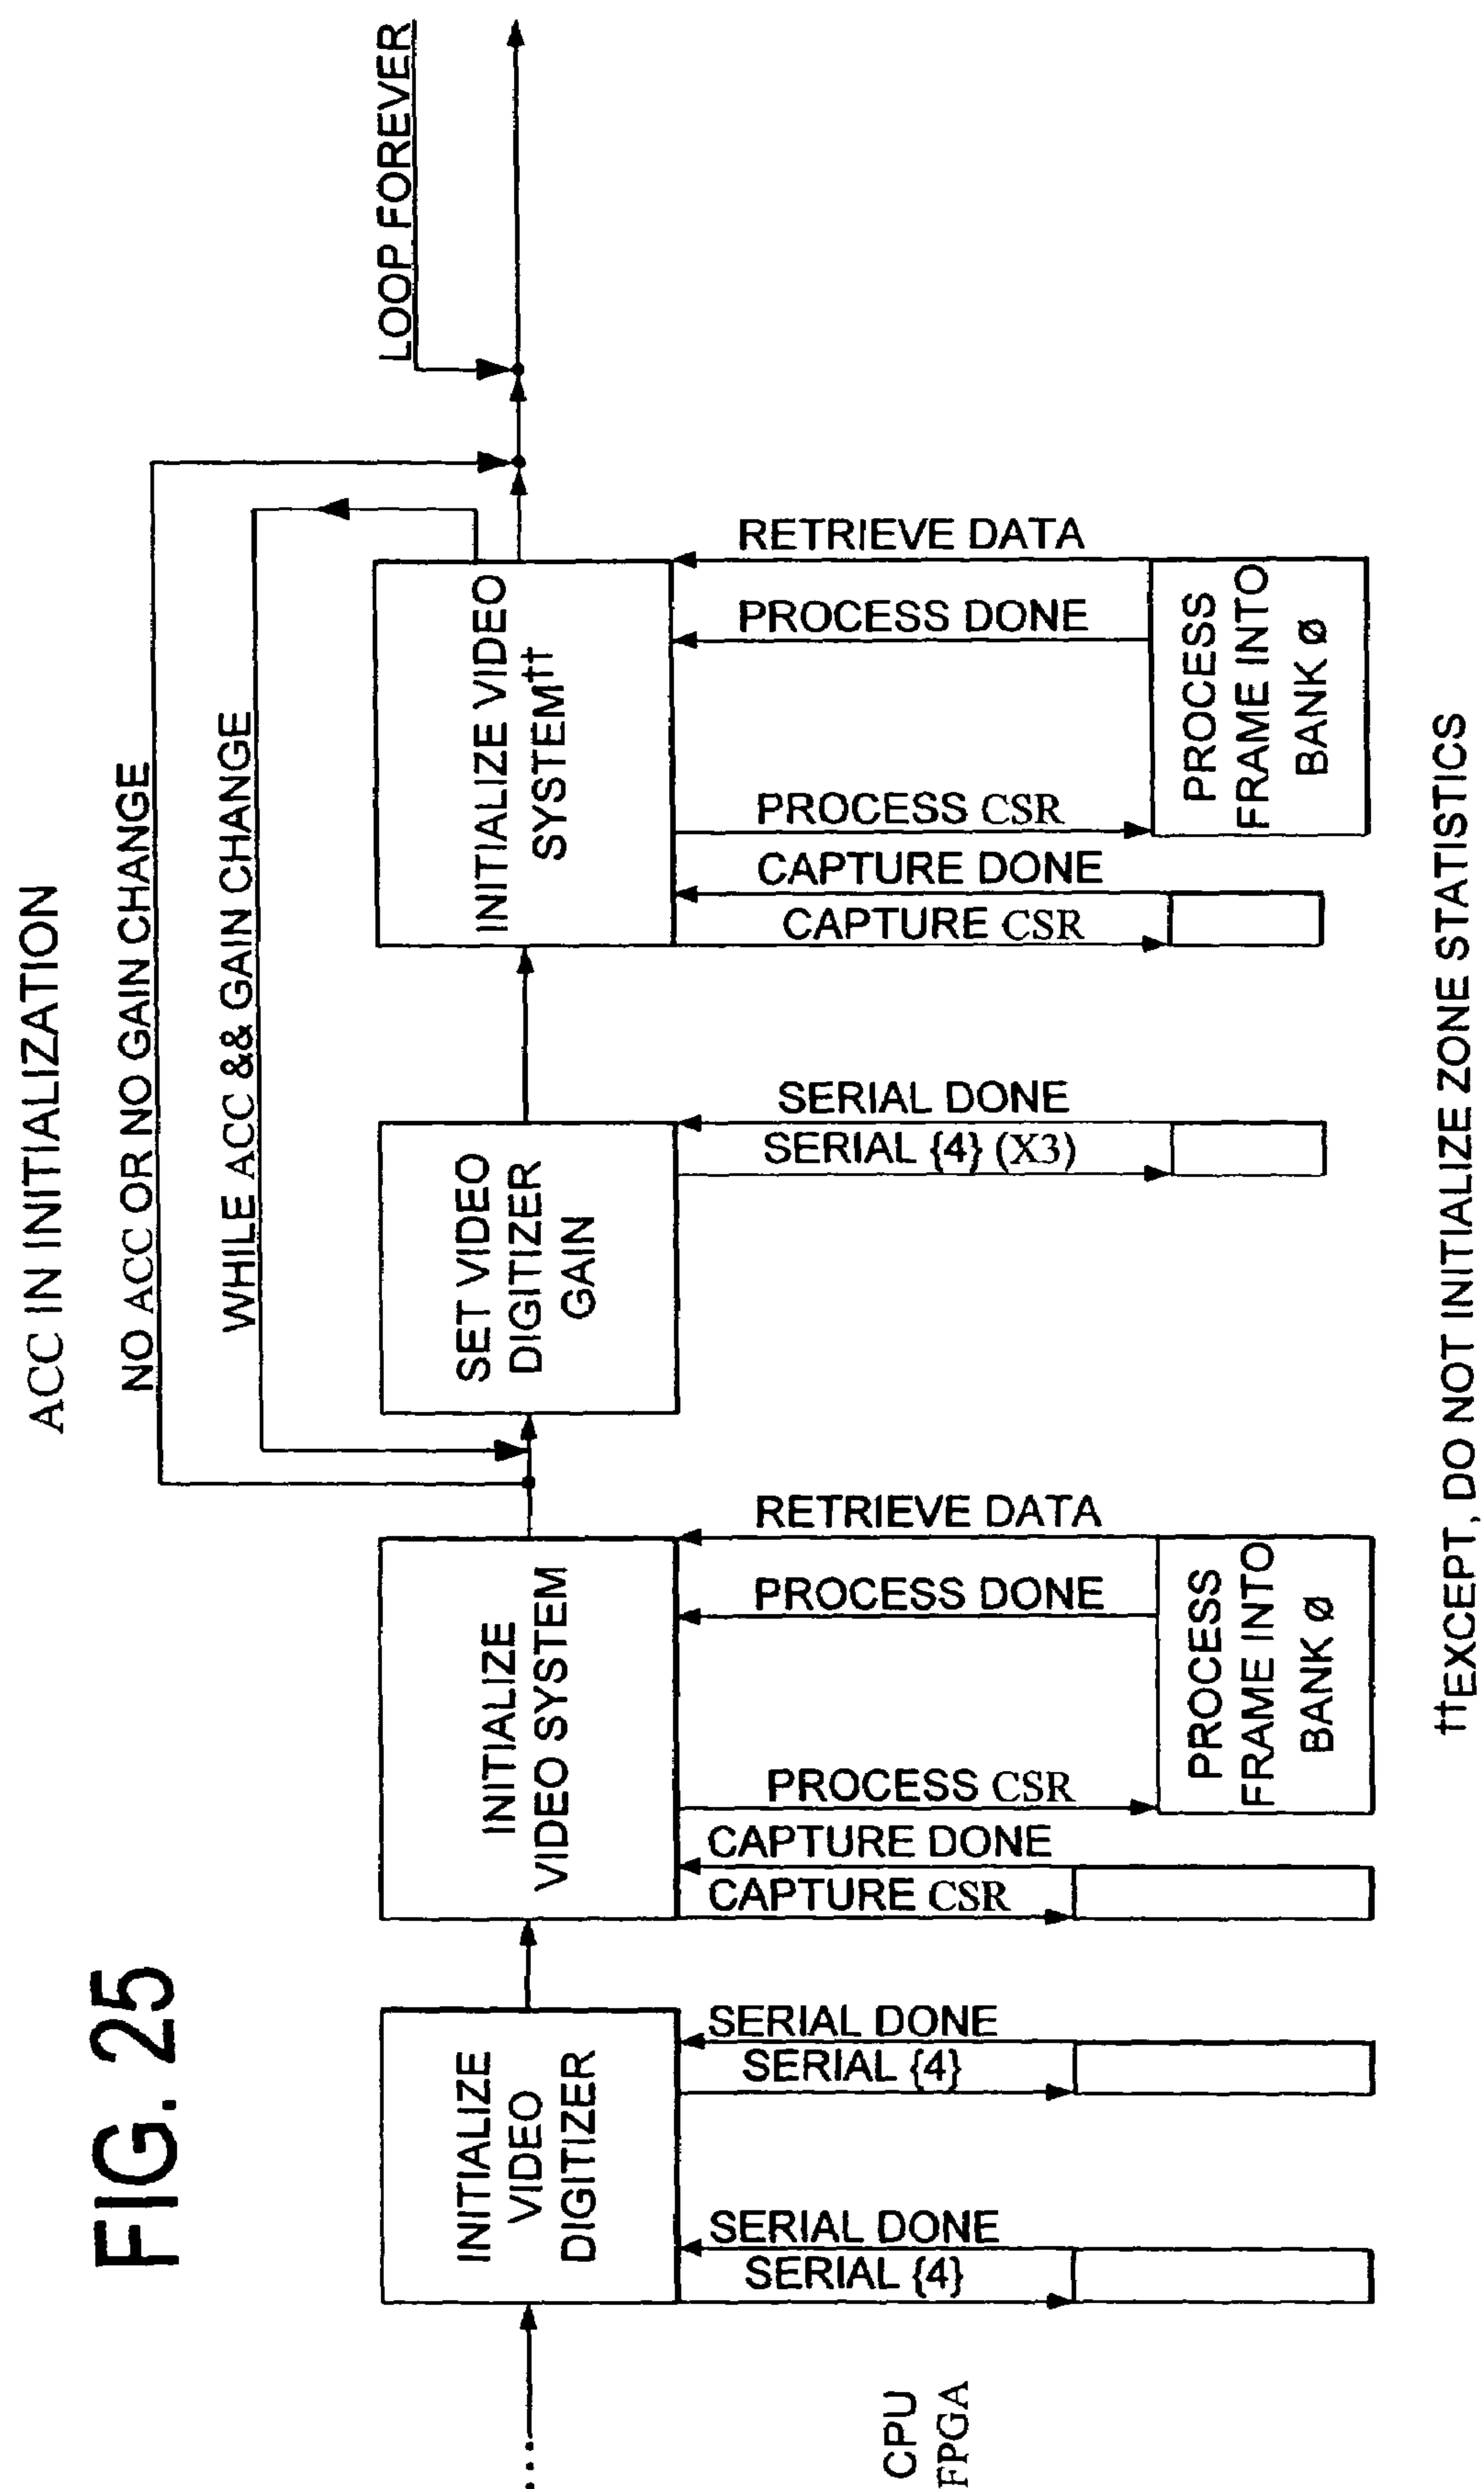 FIG. 25
ACC IN INITIALIZATION
NO ACC OR NO GAIN CHANGE
WHILE ACC && GAIN CHANGE
LOOP FOREVER
INITIALIZE
VIDEO
DIGITIZER
INITIALIZE
VIDEO SYSTEM
SET VIDEO
DIGITIZER
GAIN
INITIALIZE VIDEO
SYSTEM††
CPU
FPGA
SERIAL DONE
SERIAL {4}
SERIAL DONE
SERIAL {4}
CAPTURE DONE
CAPTURE CSR
PROCESS CSR
PROCESS DONE
RETRIEVE DATA
SERIAL DONE
SERIAL {4} (X3)
CAPTURE DONE
CAPTURE CSR
PROCESS CSR
PROCESS DONE
RETRIEVE DATA
PROCESS
FRAME INTO
BANK Ø
PROCESS
FRAME INTO
BANK Ø
††EXCEPT, DO NOT INITIALIZE ZONE STATISTICS